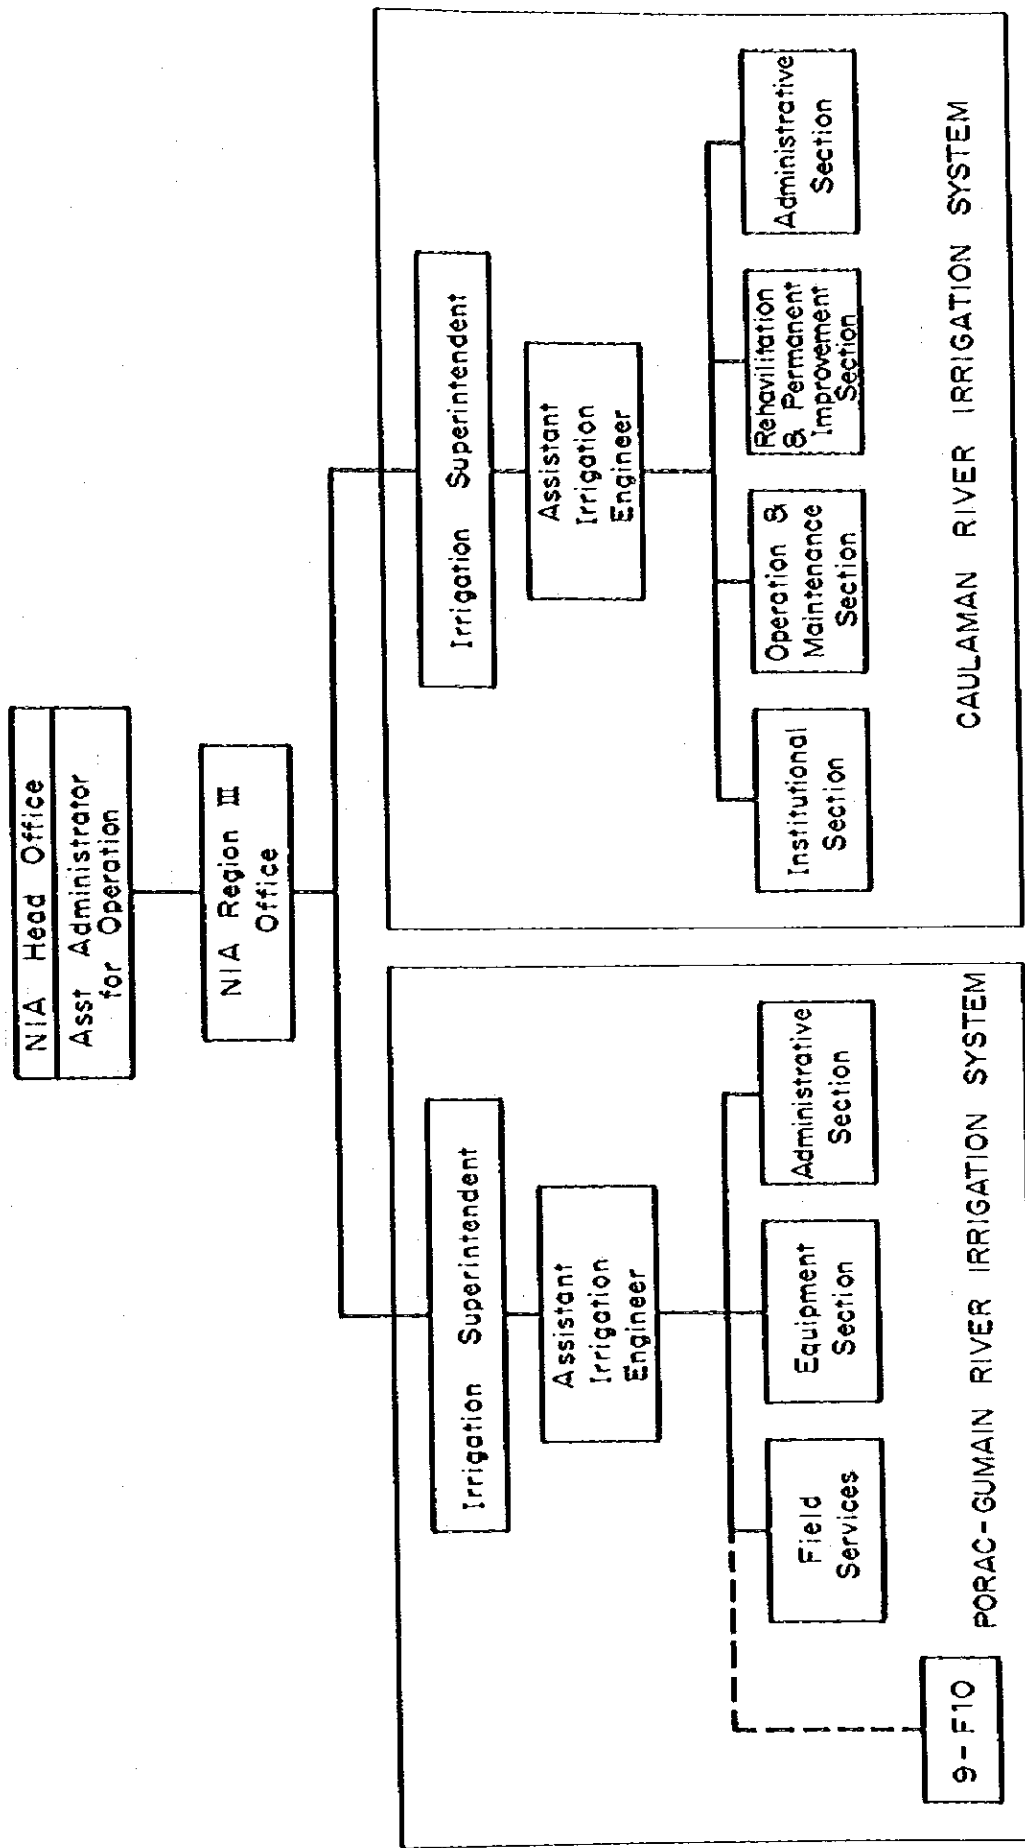 NIA Head Office
Asst Administrator
for Operation
NIA Region III
Office
Irrigation Superintendent
Assistant
Irrigation
Engineer
Field
Services
Equipment
Section
Administrative
Section
9-F10
PORAC-GUMAIN RIVER IRRIGATION SYSTEM
Irrigation Superintendent
Assistant
Irrigation
Engineer
Institutional
Section
Operation &
Maintenance
Section
Rehavilitation
& Permanent
Improvement
Section
Administrative
Section
CAULAMAN RIVER IRRIGATION SYSTEM